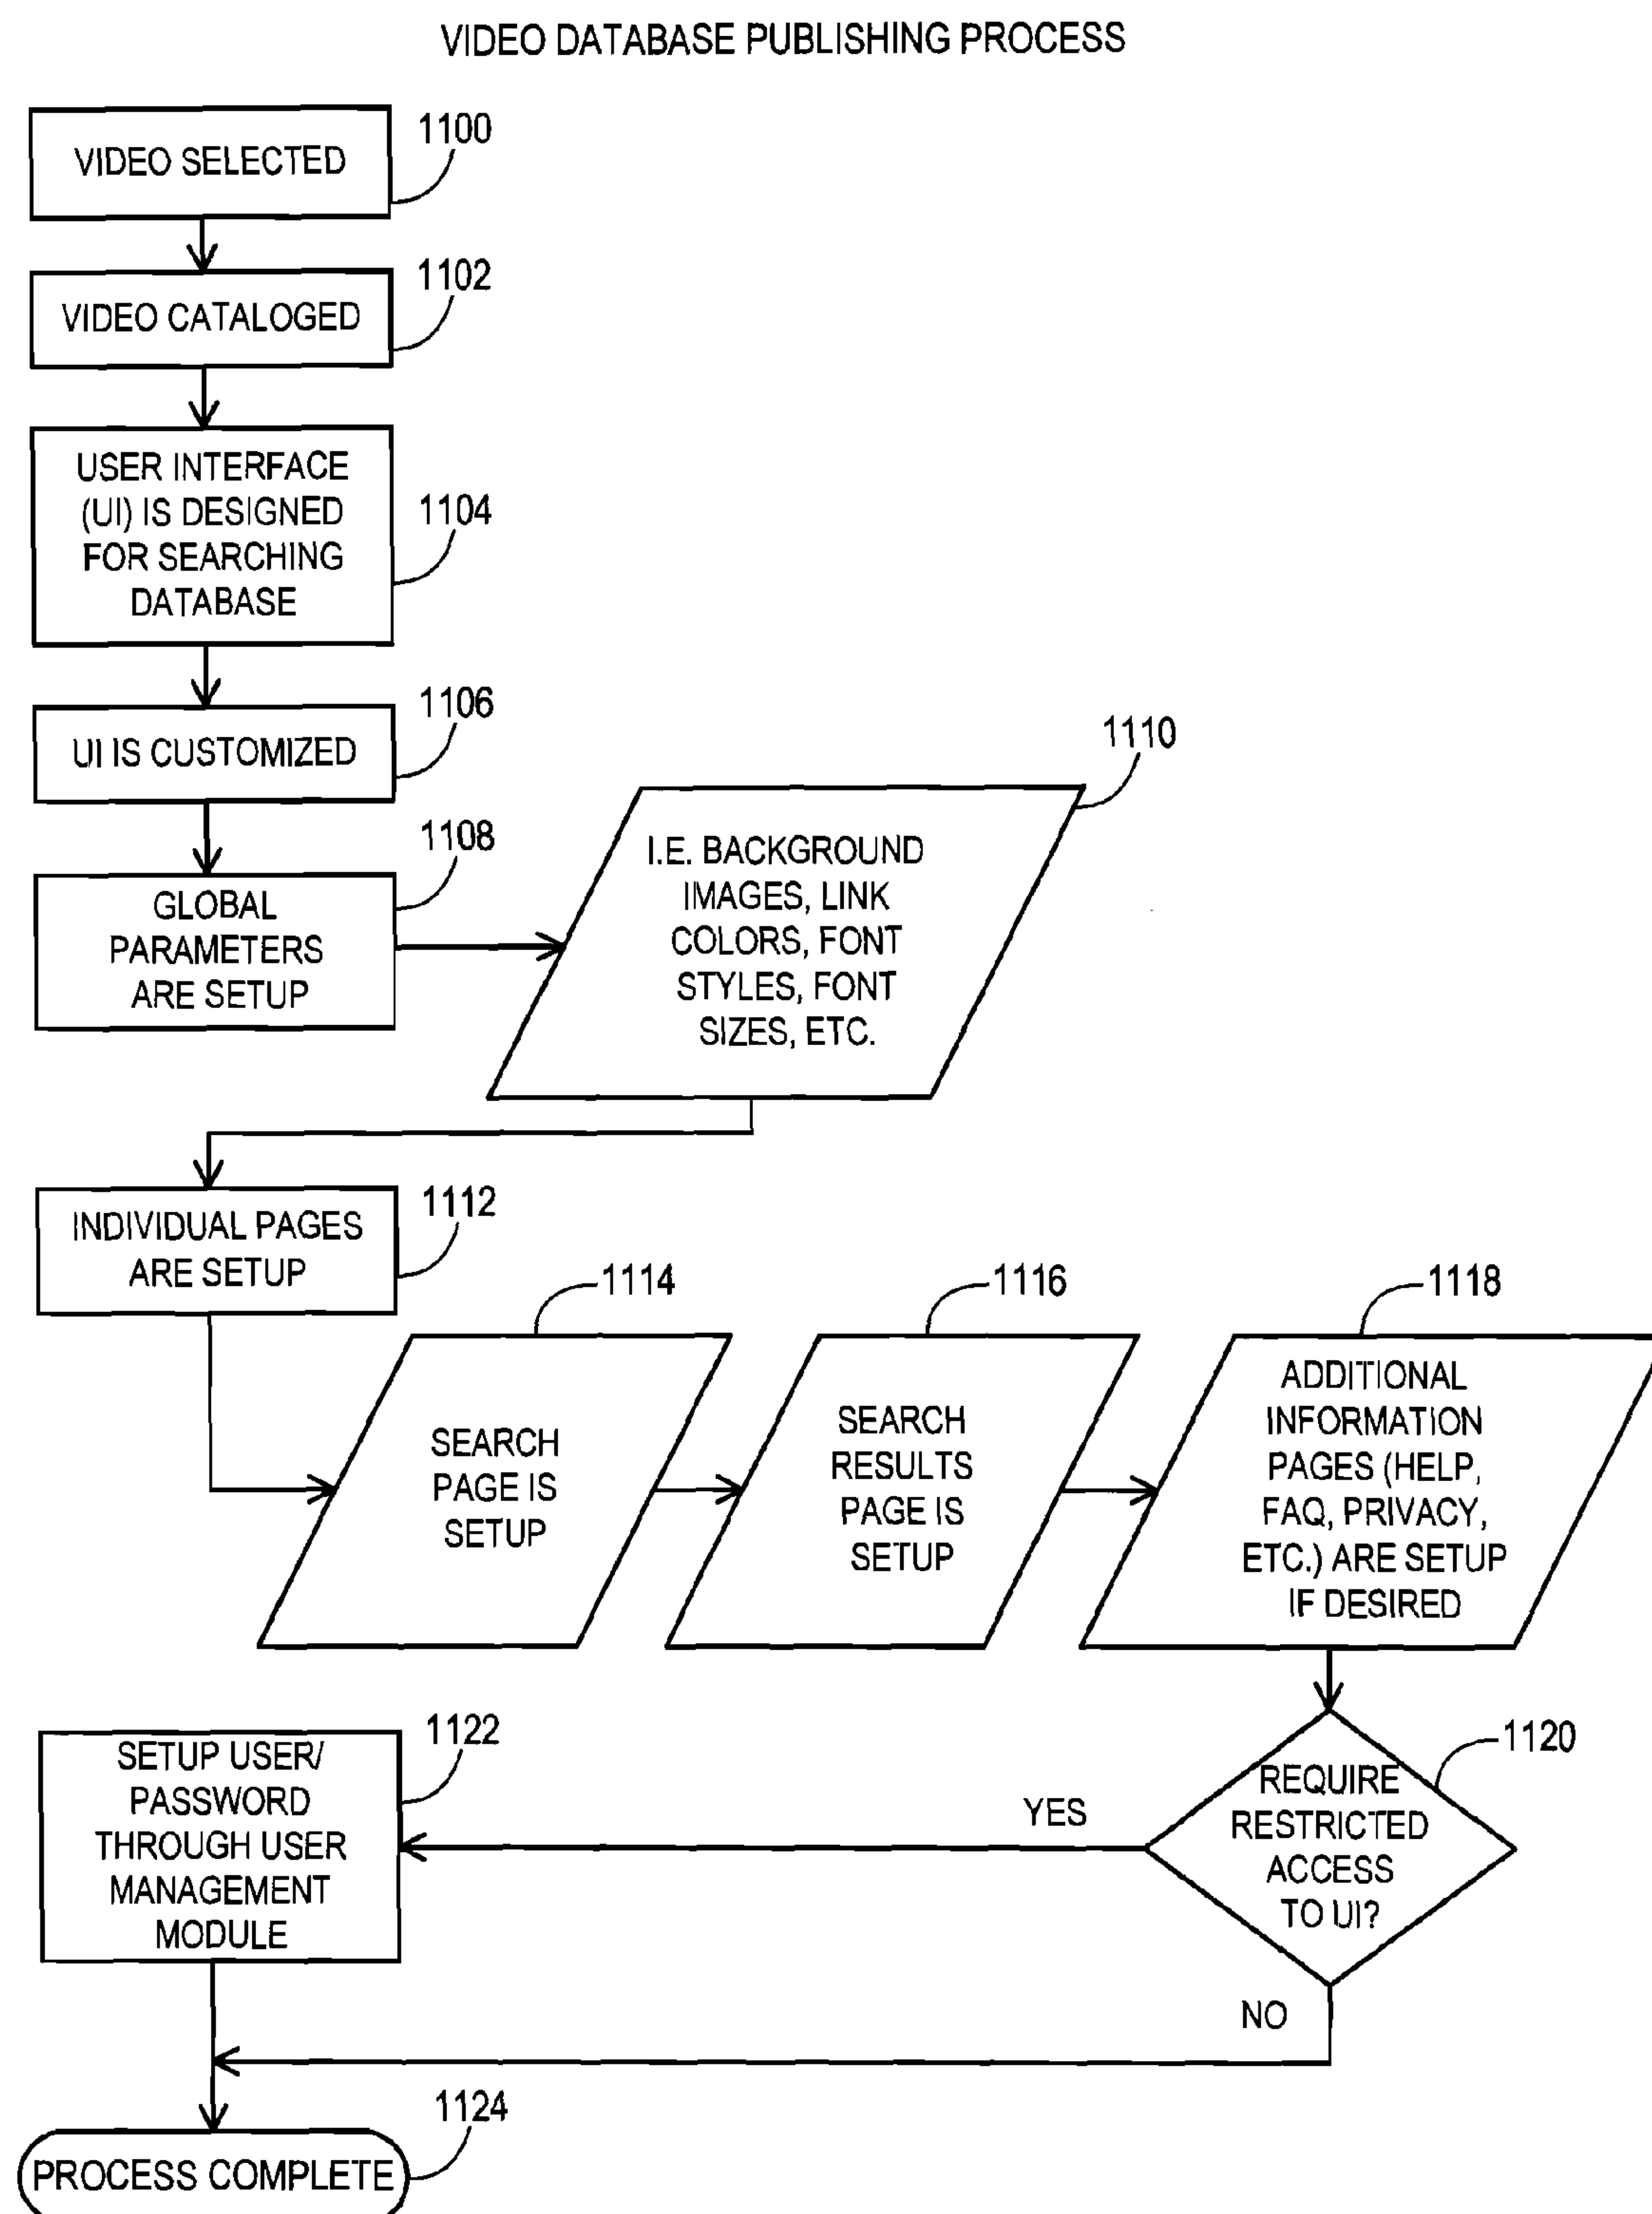 VIDEO DATABASE PUBLISHING PROCESS
VIDEO SELECTED
1100
VIDEO CATALOGED
1102
USER INTERFACE
(UI) IS DESIGNED
FOR SEARCHING
DATABASE
1104
UI IS CUSTOMIZED
1106
GLOBAL
PARAMETERS
ARE SETUP
1108
I.E. BACKGROUND
IMAGES, LINK
COLORS, FONT
STYLES, FONT
SIZES, ETC.
1110
INDIVIDUAL PAGES
ARE SETUP
1112
SEARCH
PAGE IS
SETUP
1114
SEARCH
RESULTS
PAGE IS
SETUP
1116
ADDITIONAL
INFORMATION
PAGES (HELP,
FAQ, PRIVACY,
ETC.) ARE SETUP
IF DESIRED
1118
REQUIRE
RESTRICTED
ACCESS
TO UI?
1120
YES
NO
SETUP USER/
PASSWORD
THROUGH USER
MANAGEMENT
MODULE
1122
PROCESS COMPLETE
1124